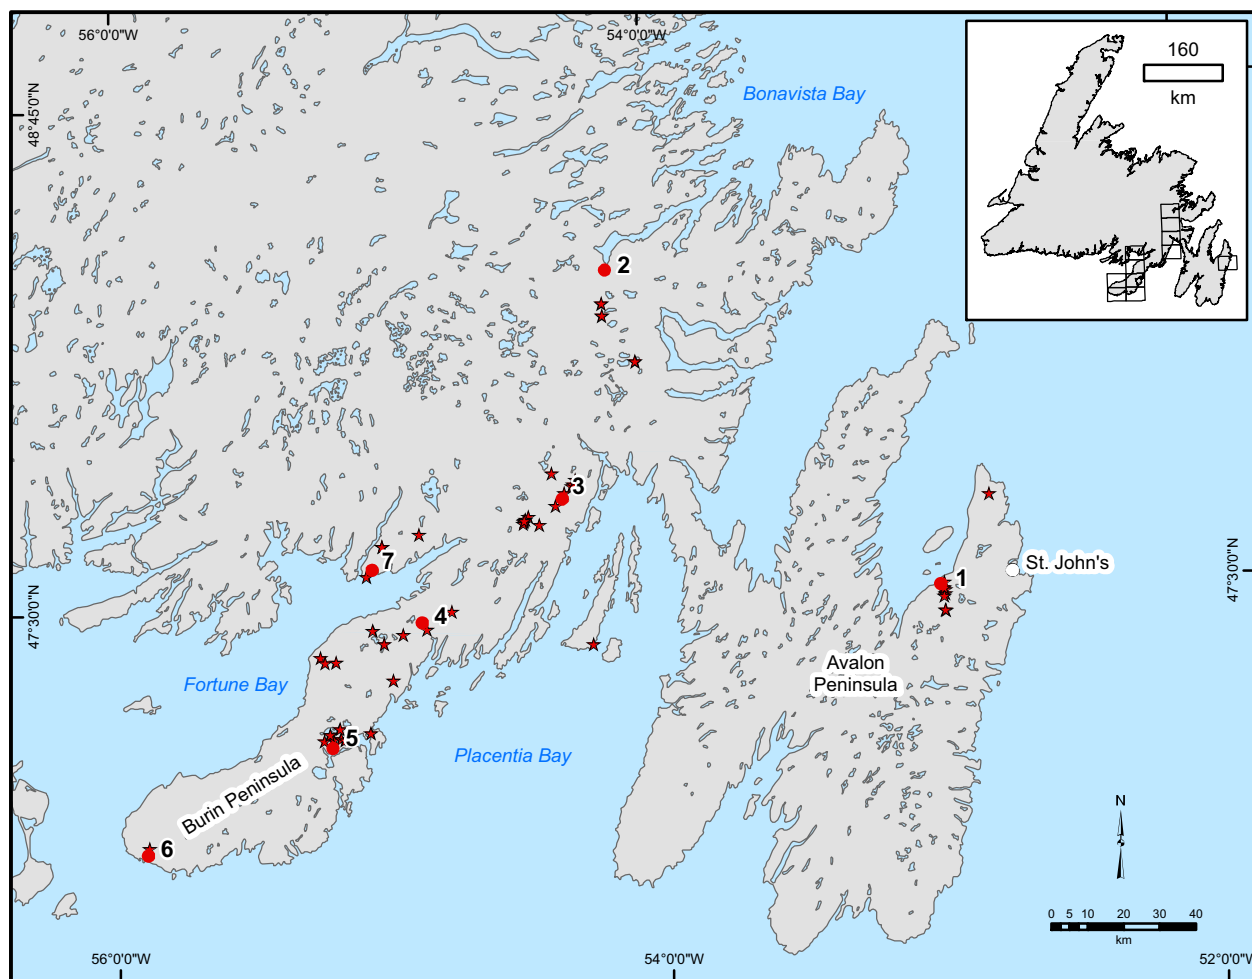 56°0'0"W
54°0'0"W
160
km
Bonavista Bay
48°45'0"N
2
3
7
St. John's
1
47°30'0"N
47°30'0"N
4
Avalon
Peninsula
Fortune Bay
5
Placentia Bay
Burin Peninsula
N
6
0 5 10 20 30 40
km
56°0'0"W
54°0'0"W
52°0'0"W